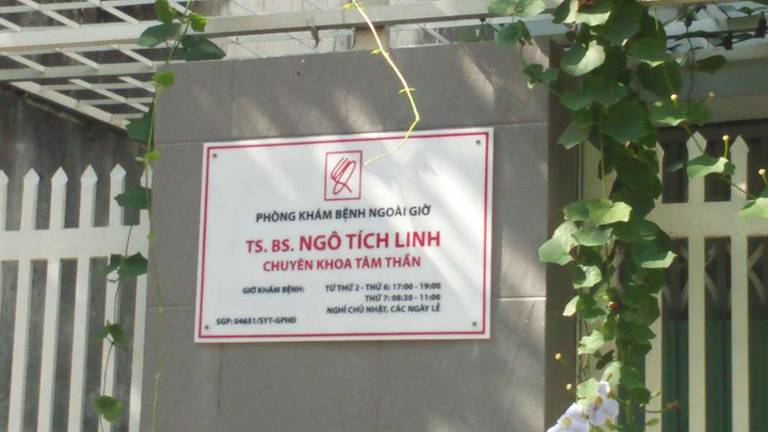 PHÒNG KHÁM BỆNH NGOÀI GIỜ
TS. BS. NGÔ TÍCH LINH
CHUYÊN KHOA TÂM THẦN
GIỜ KHÁM BỆNH: TỪ THỨ 2 - THỨ 6: 17:00 - 19:00
THỨ 7: 08:30 - 11:00
NGHỈ CHỦ NHẬT, CÁC NGÀY LỄ
SGP: 04651/SYT-GPHĐ